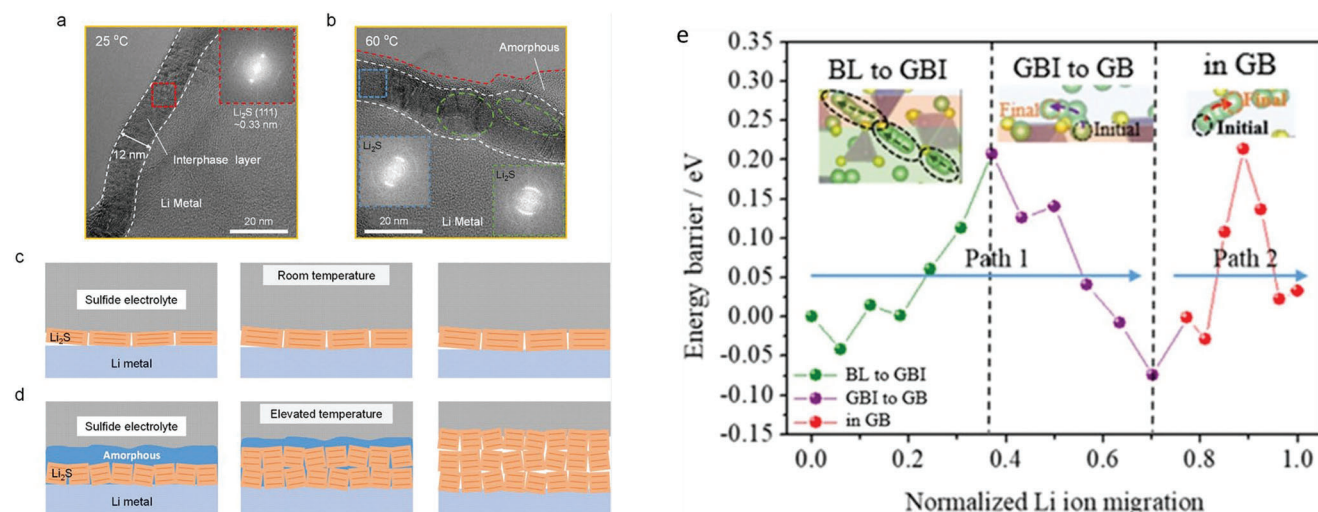 a
25 °C
Li₂S (111)
~0.33 nm
12 nm
Interphase layer
Li Metal
20 nm
b
60 °C
Amorphous
Li₂S
Li₂S
20 nm
Li Metal
c
Room temperature
Sulfide electrolyte
Li₂S
Li metal
d
Sulfide electrolyte
Elevated temperature
Amorphous
Li₂S
Li metal
e
Energy barrier / eV
0.35
0.30
0.25
0.20
0.15
0.10
0.05
0.00
-0.05
-0.10
-0.15
BL to GBI
GBI to GB
in GB
Final
Initial
Final
Initial
Path 1
Path 2
BL to GBI
GBI to GB
in GB
0.0 0.2 0.4 0.6 0.8 1.0
Normalized Li ion migration